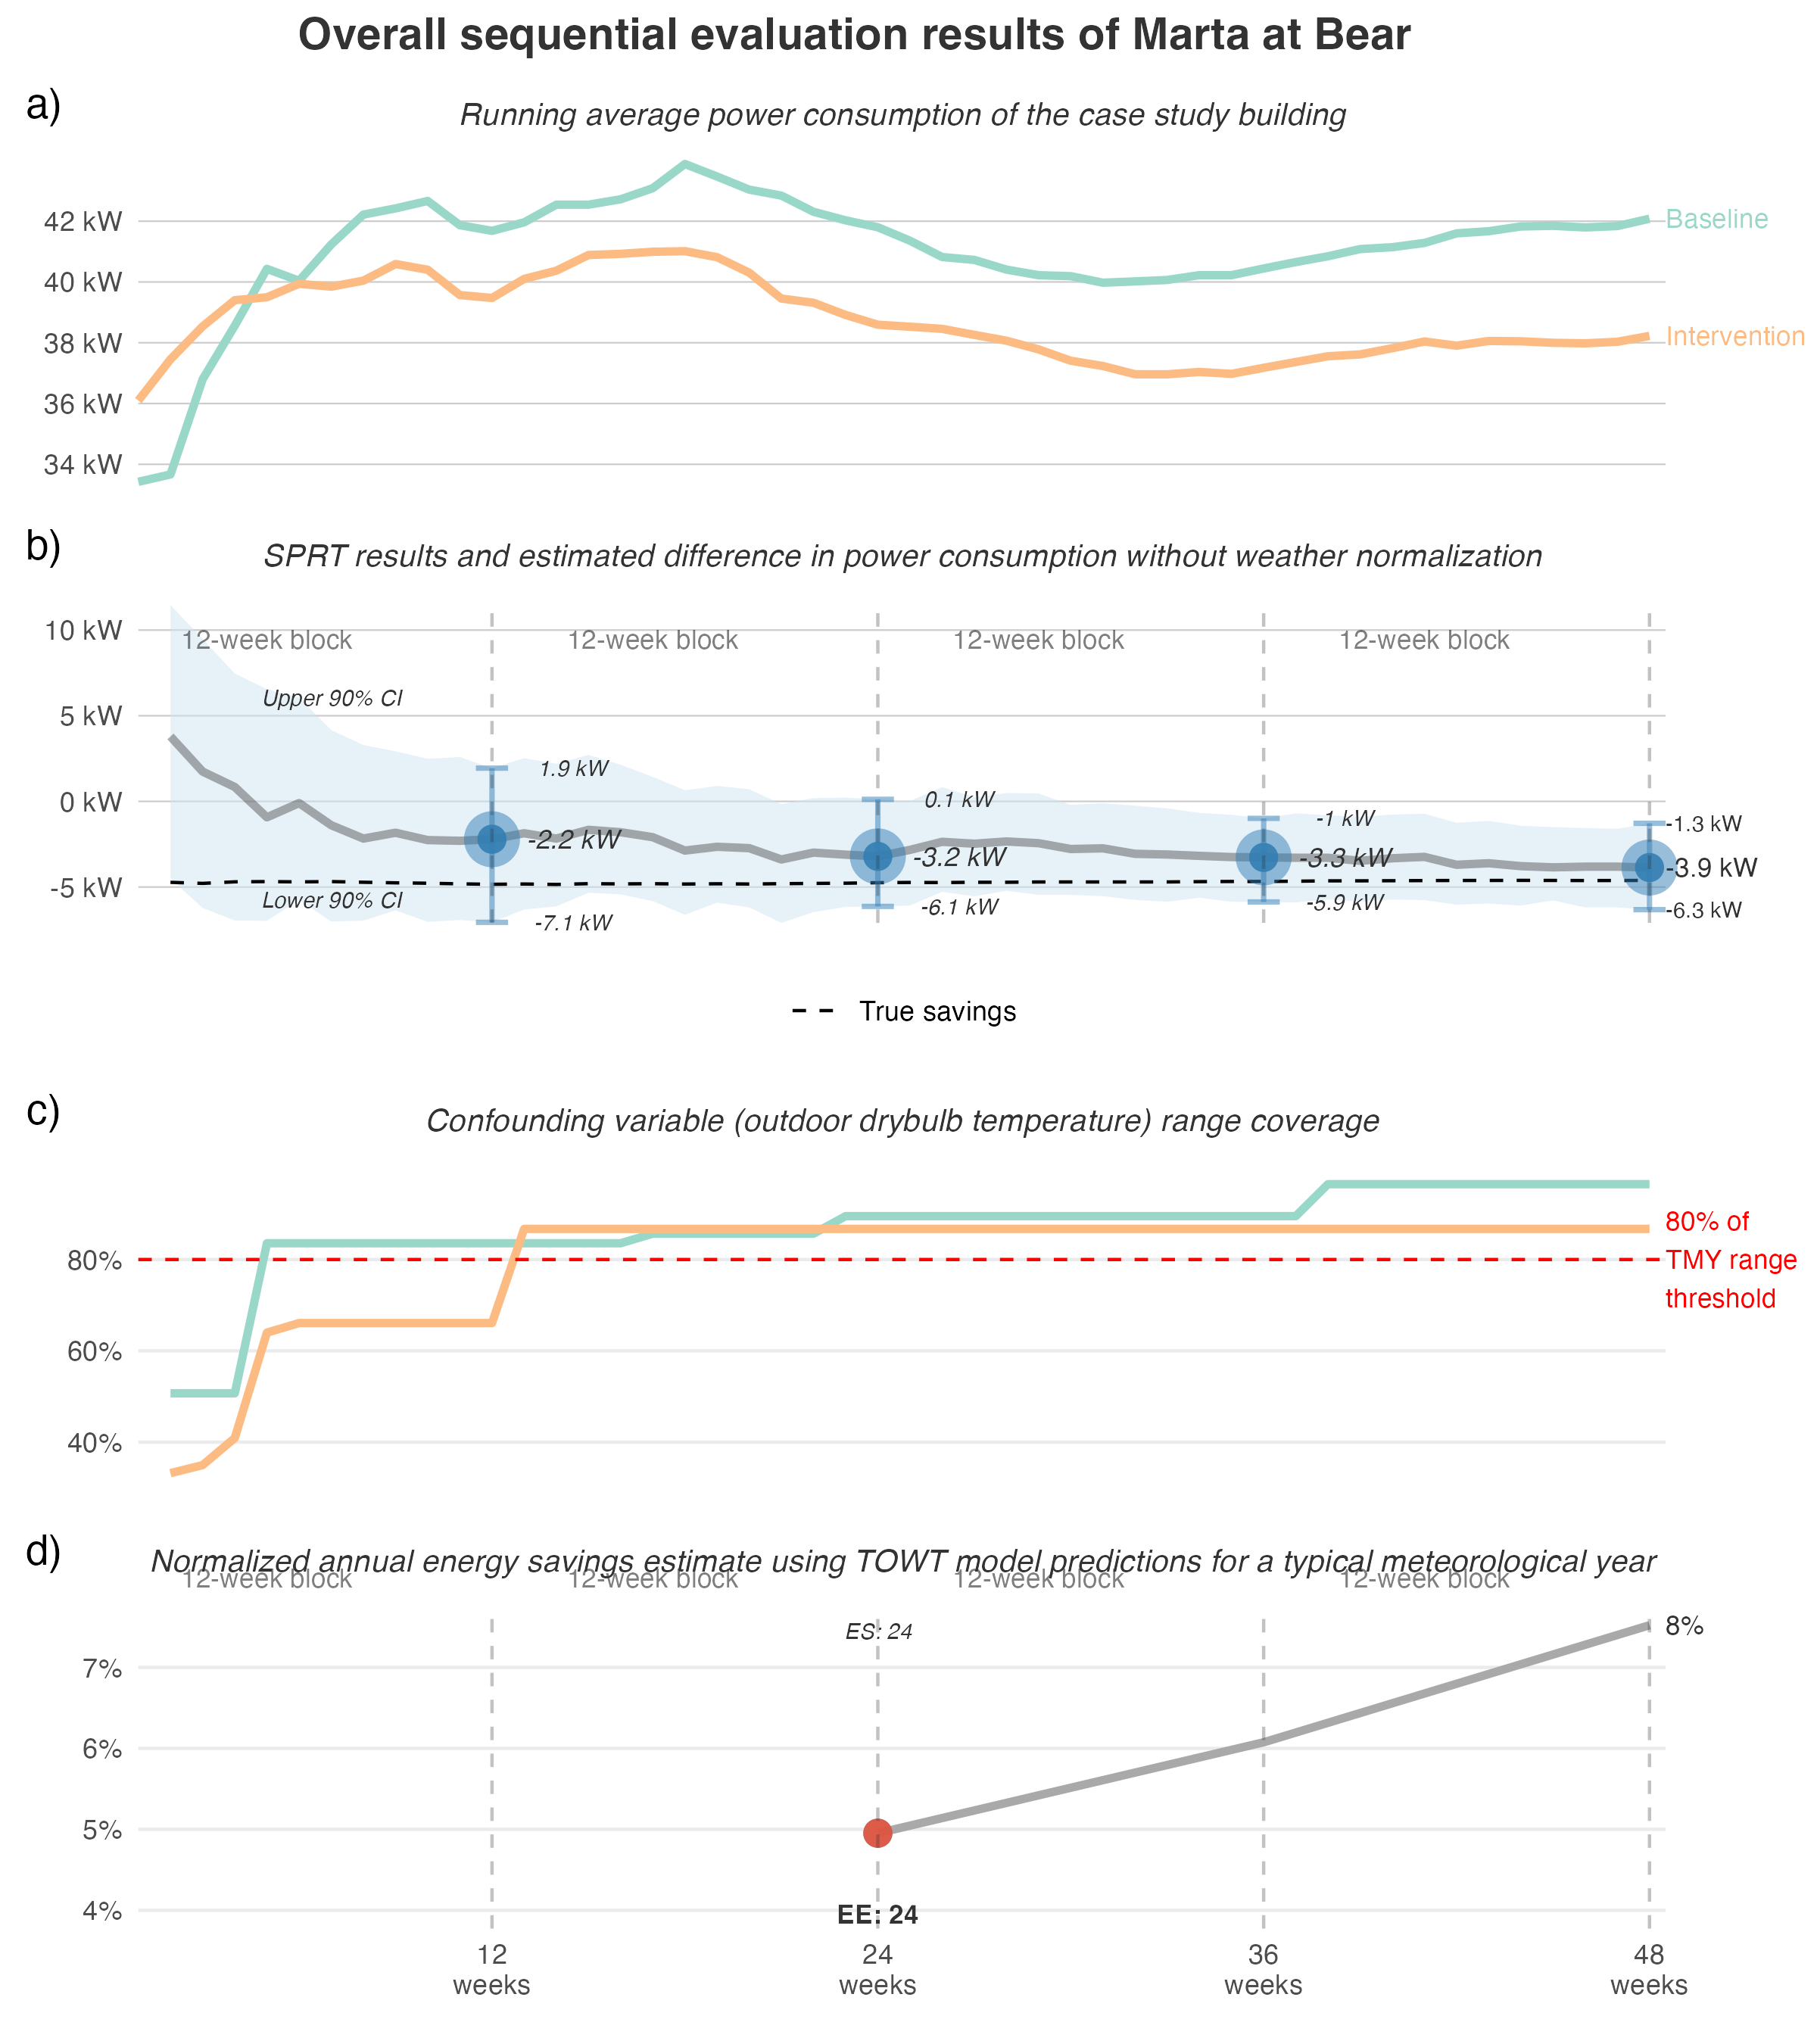 Overall sequential evaluation results of Marta at Bear
a)
Running average power consumption of the case study building
42 kW
40 kW
38 kW
36 kW
34 kW
Baseline
Intervention
b)
SPRT results and estimated difference in power consumption without weather normalization
10 kW
5 kW
0 kW
-5 kW
12-week block
12-week block
12-week block
12-week block
Upper 90% CI
Lower 90% CI
1.9 kW
-2.2 kW
-7.1 kW
0.1 kW
-3.2 kW
-6.1 kW
-1 kW
-3.3 kW
-5.9 kW
-1.3 kW
-3.9 kW
-6.3 kW
True savings
c)
Confounding variable (outdoor drybulb temperature) range coverage
80%
60%
40%
80% of
TMY range
threshold
d)
Normalized annual energy savings estimate using TOWT model predictions for a typical meteorological year
12-week block
12-week block
12-week block
12-week block
ES: 24
8%
7%
6%
5%
4%
EE: 24
12
weeks
24
weeks
36
weeks
48
weeks